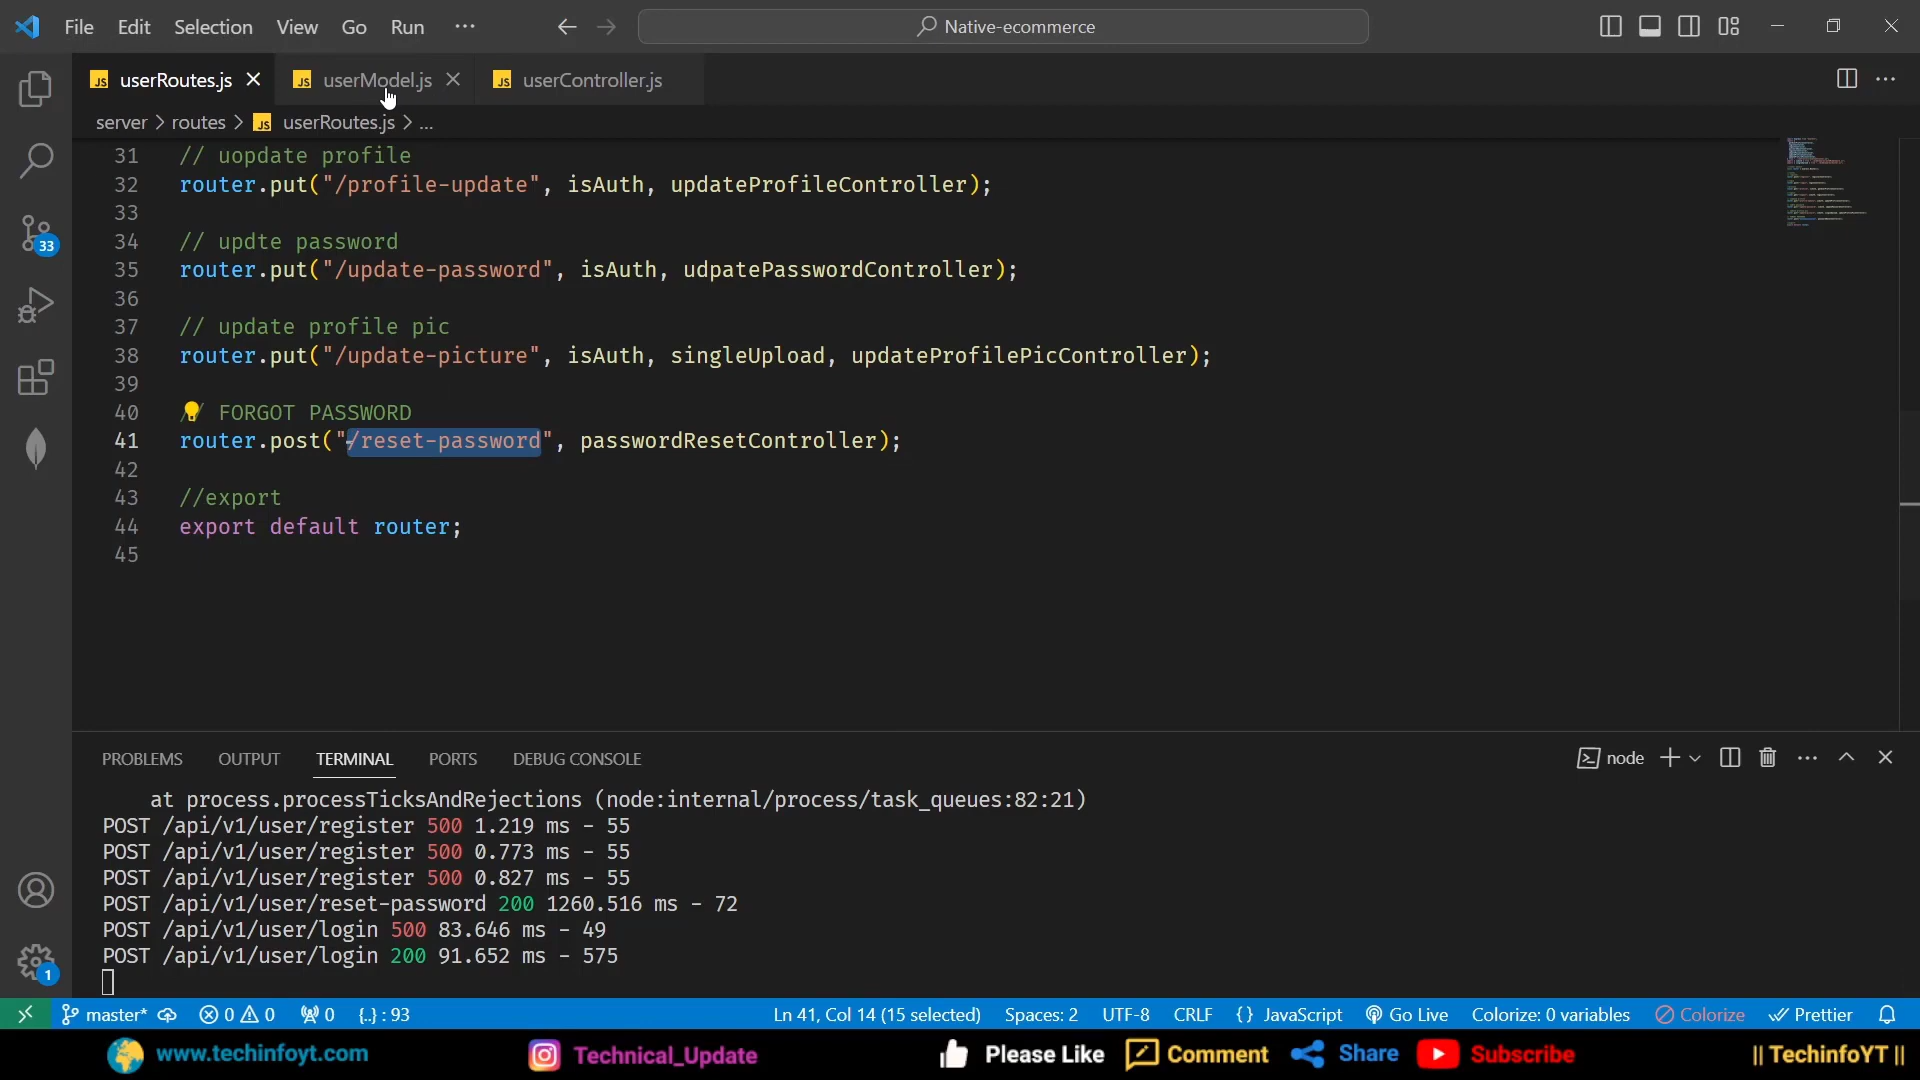 File Edit Selection View Go Run ··· Native-ecommerce
JS userRoutes.js JS userModel.js JS userController.js
server > routes > JS userRoutes.js > ...
31 // uopdate profile
32 router.put("/profile-update", isAuth, updateProfileController);
33
34 // updte password
35 router.put("/update-password", isAuth, udpatePasswordController);
36
37 // update profile pic
38 router.put("/update-picture", isAuth, singleUpload, updateProfilePicController);
39
40 // FORGOT PASSWORD
41 router.post("/reset-password", passwordResetController);
42
43 //export
44 export default router;
45
33
1
PROBLEMS OUTPUT TERMINAL PORTS DEBUG CONSOLE node
at process.processTicksAndRejections (node:internal/process/task_queues:82:21)
POST /api/v1/user/register 500 1.219 ms - 55
POST /api/v1/user/register 500 0.773 ms - 55
POST /api/v1/user/register 500 0.827 ms - 55
POST /api/v1/user/reset-password 200 1260.516 ms - 72
POST /api/v1/user/login 500 83.646 ms - 49
POST /api/v1/user/login 200 91.652 ms - 575
master* 0 0 0 {..} : 93 Ln 41, Col 14 (15 selected) Spaces: 2 UTF-8 CRLF {} JavaScript Go Live Colorize: 0 variables Colorize Prettier
www.techinfoyt.com Technical_Update Please Like Comment Share Subscribe || TechinfoYT ||